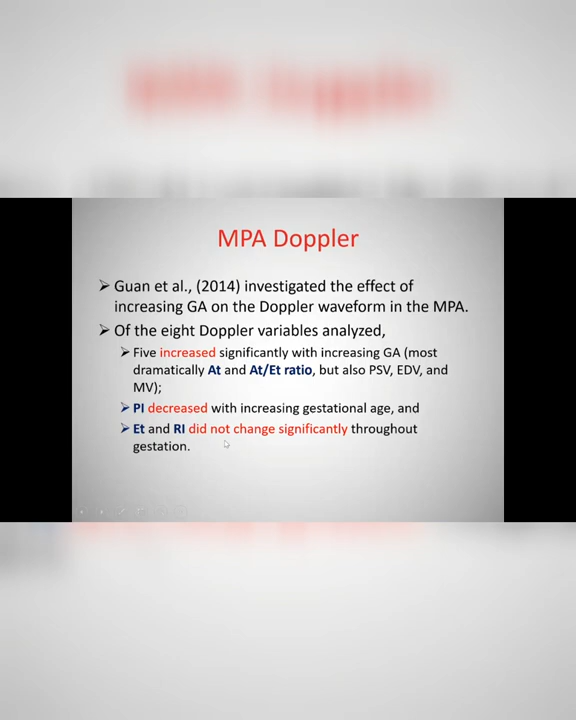 MPA Doppler
➢ Guan et al., (2014) investigated the effect of
increasing GA on the Doppler waveform in the MPA.
➢ Of the eight Doppler variables analyzed,
➢ Five increased significantly with increasing GA (most
dramatically At and At/Et ratio, but also PSV, EDV, and
MV);
➢ PI decreased with increasing gestational age, and
➢ Et and RI did not change significantly throughout
gestation.